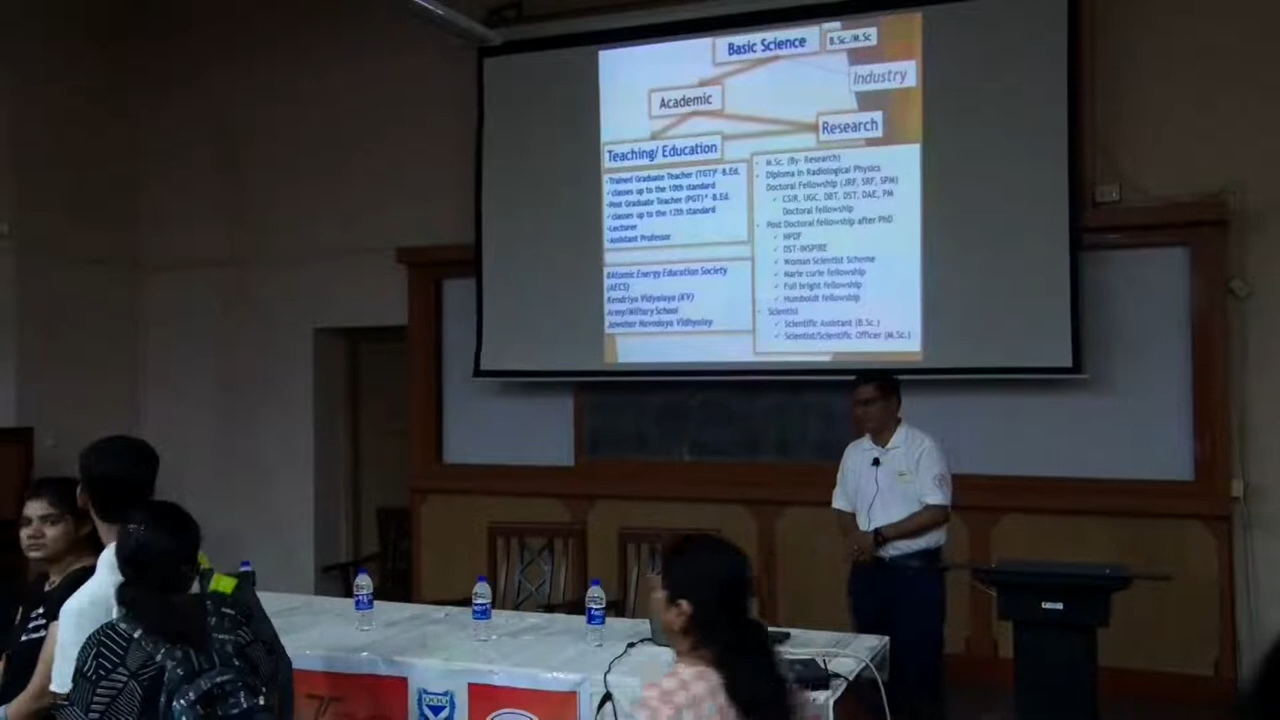 Basic Science
B.Sc./M.Sc
Industry
Academic
Research
Teaching/ Education
•Trained Graduate Teacher (TGT)# -B.Ed.
✓classes up to the 10th standard
•Post Graduate Teacher (PGT)# -B.Ed.
✓classes up to the 12th standard
•Lecturer
•Assistant Professor
#Atomic Energy Education Society
(AECS)
Kendriya Vidyalaya (KV)
Army/Military School
Jawahar Navodaya Vidhyalay
• M.Sc. (By- Research)
• Diploma in Radiological Physics
Doctoral Fellowship (JRF, SRF, SPM)
✓ CSIR, UGC, DBT, DST, DAE, PM
Doctoral fellowship
• Post Doctoral fellowship after PhD
✓ NPDF
✓ DST-INSPIRE
✓ Woman Scientist Scheme
✓ Marie curie fellowship
✓ Full bright fellowship
✓ Humboldt fellowship
• Scientist
✓ Scientific Assistant (B.Sc.)
✓ Scientist/Scientific Officer (M.Sc.)